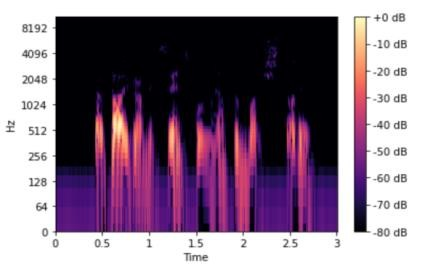 8192
4096
2048
1024
512
256
128
64
0
Hz
0
0.5
1
1.5
2
2.5
3
Time
+0 dB
-10 dB
-20 dB
-30 dB
-40 dB
-50 dB
-60 dB
-70 dB
-80 dB